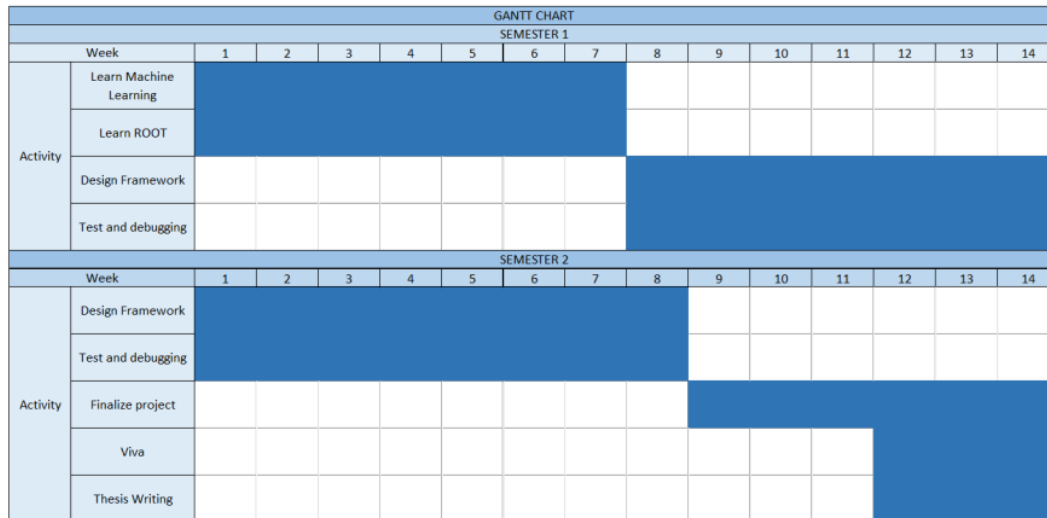 GANTT CHART
SEMESTER 1
Week 1 2 3 4 5 6 7 8 9 10 11 12 13 14
Activity
Learn Machine
Learning
Learn ROOT
Design Framework
Test and debugging
SEMESTER 2
Week 1 2 3 4 5 6 7 8 9 10 11 12 13 14
Activity
Design Framework
Test and debugging
Finalize project
Viva
Thesis Writing